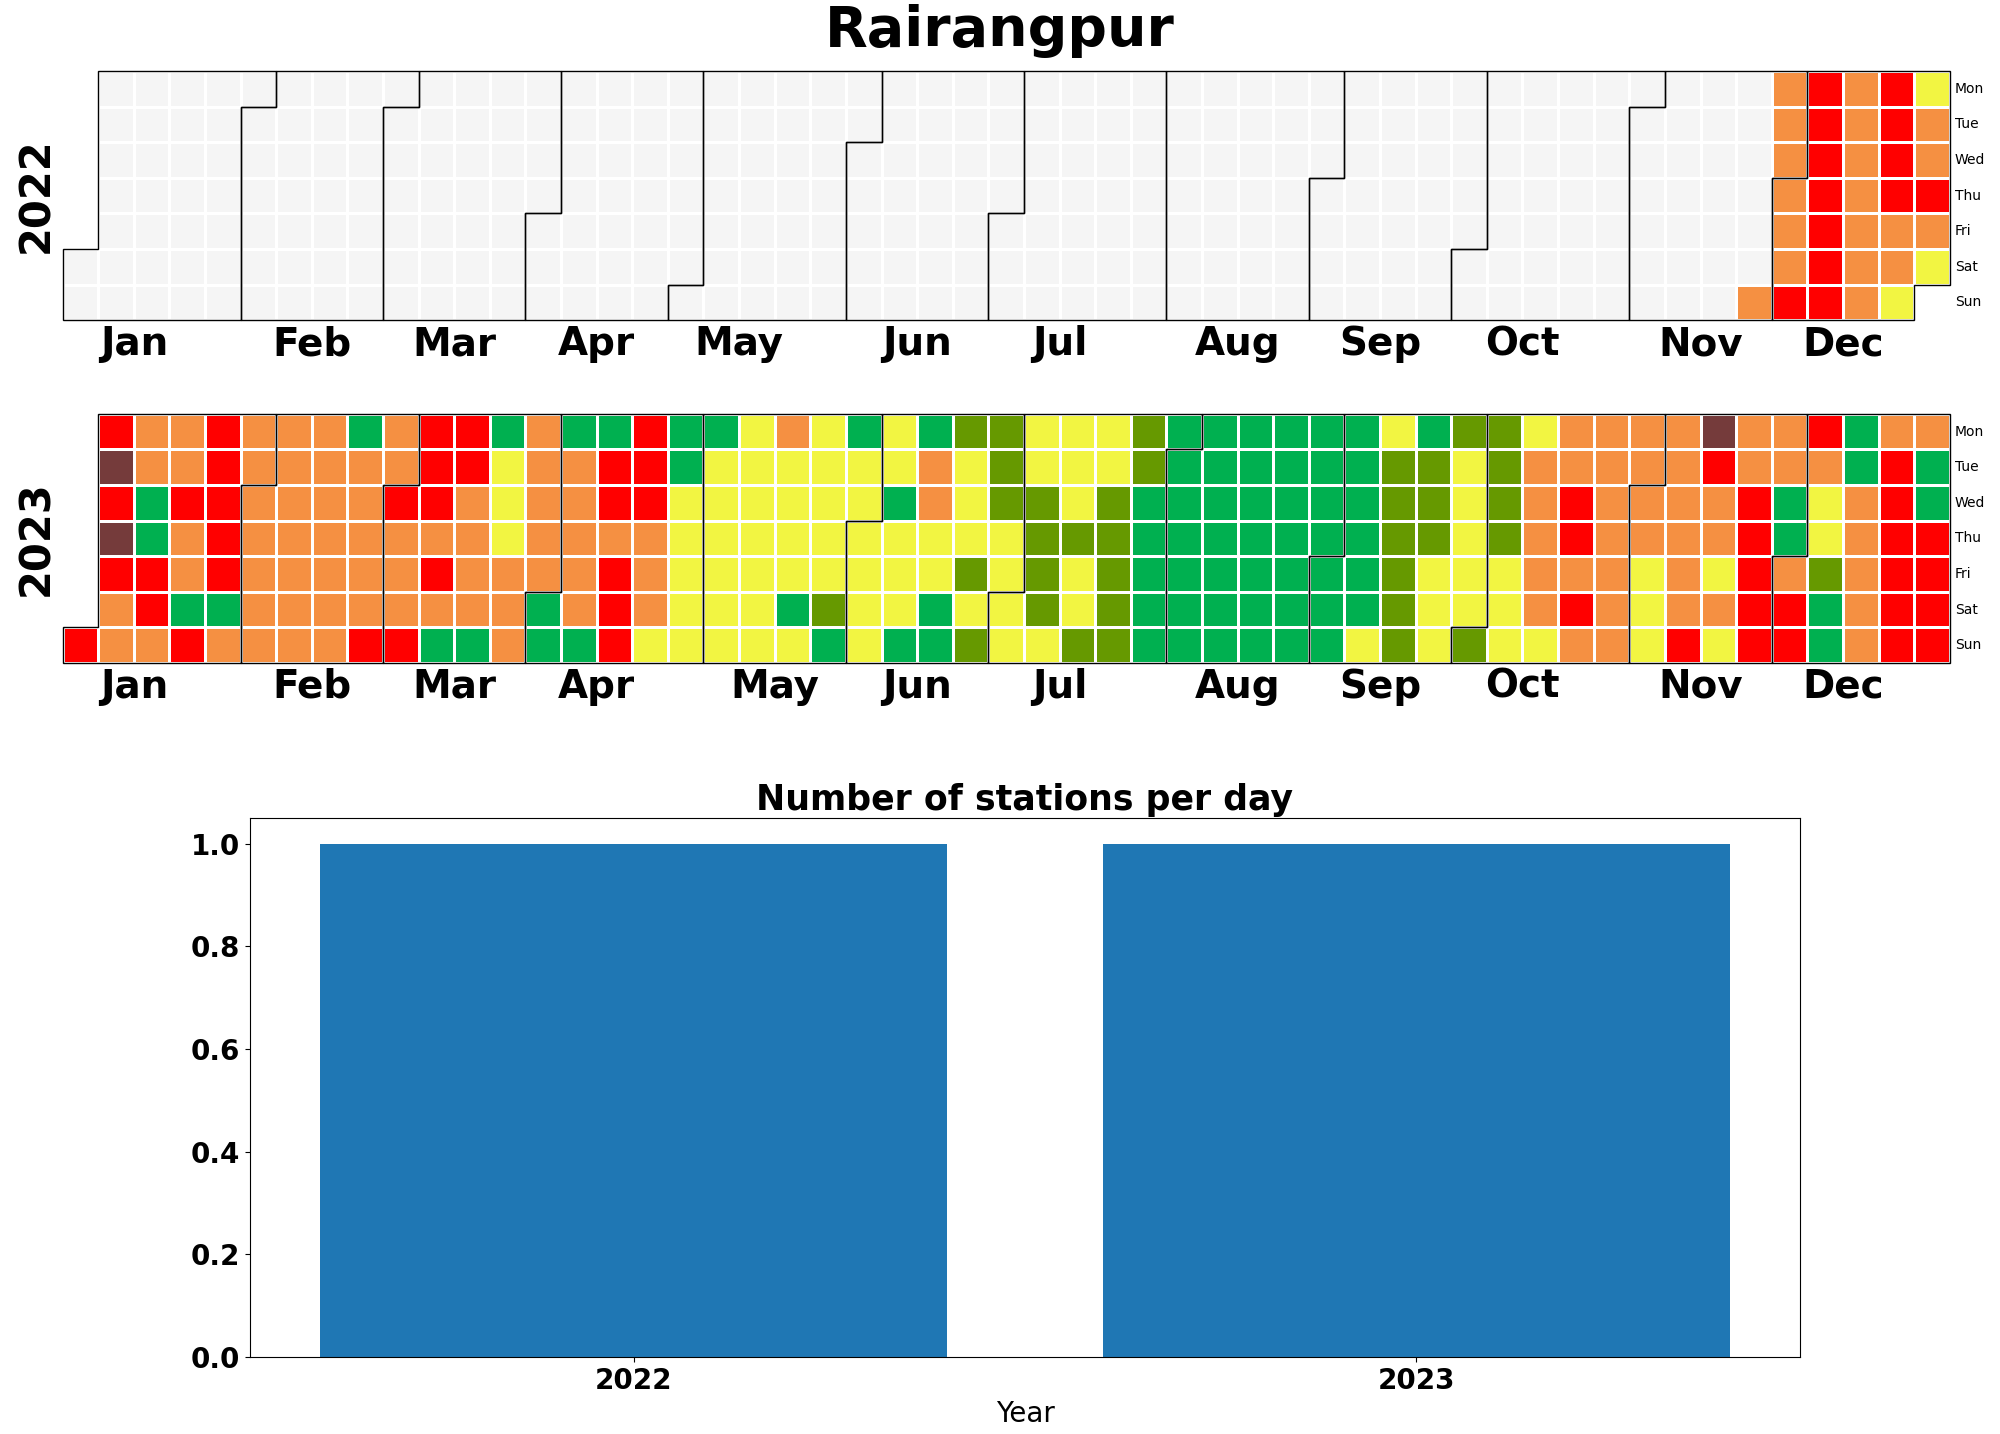 Rairangpur
2022
Mon
Tue
Wed
Thu
Fri
Sat
Sun
Jan Feb Mar Apr May Jun Jul Aug Sep Oct Nov Dec
2023
Mon
Tue
Wed
Thu
Fri
Sat
Sun
Jan Feb Mar Apr May Jun Jul Aug Sep Oct Nov Dec
Number of stations per day
1.0
0.8
0.6
0.4
0.2
0.0
2022 2023
Year